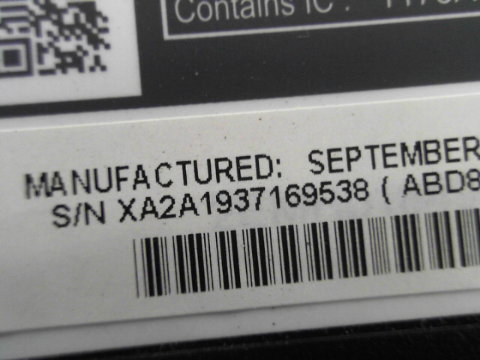 Contains IC :
MANUFACTURED: SEPTEMBER
S/N XA2A1937169538 ( ABD8